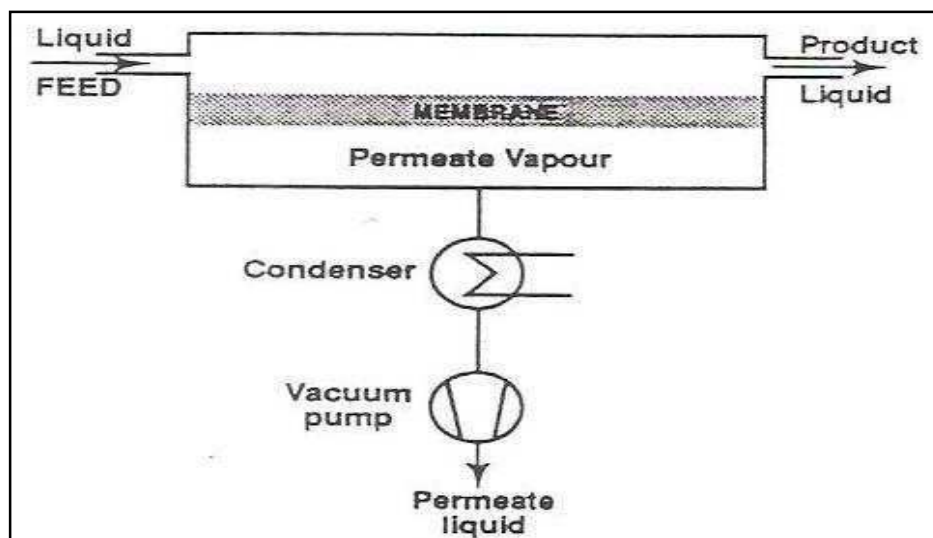 Liquid
FEED
Product
Liquid
MEMBRANE
Permeate Vapour
Condenser
Vacuum
pump
Permeate
liquid